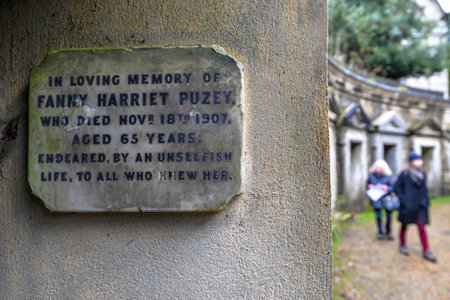 IN LOVING MEMORY OF
FANNY HARRIET PUZEY,
WHO DIED NOVR 18TH 1907,
AGED 65 YEARS.
ENDEARED, BY AN UNSELFISH
LIFE, TO ALL WHO KNEW HER.